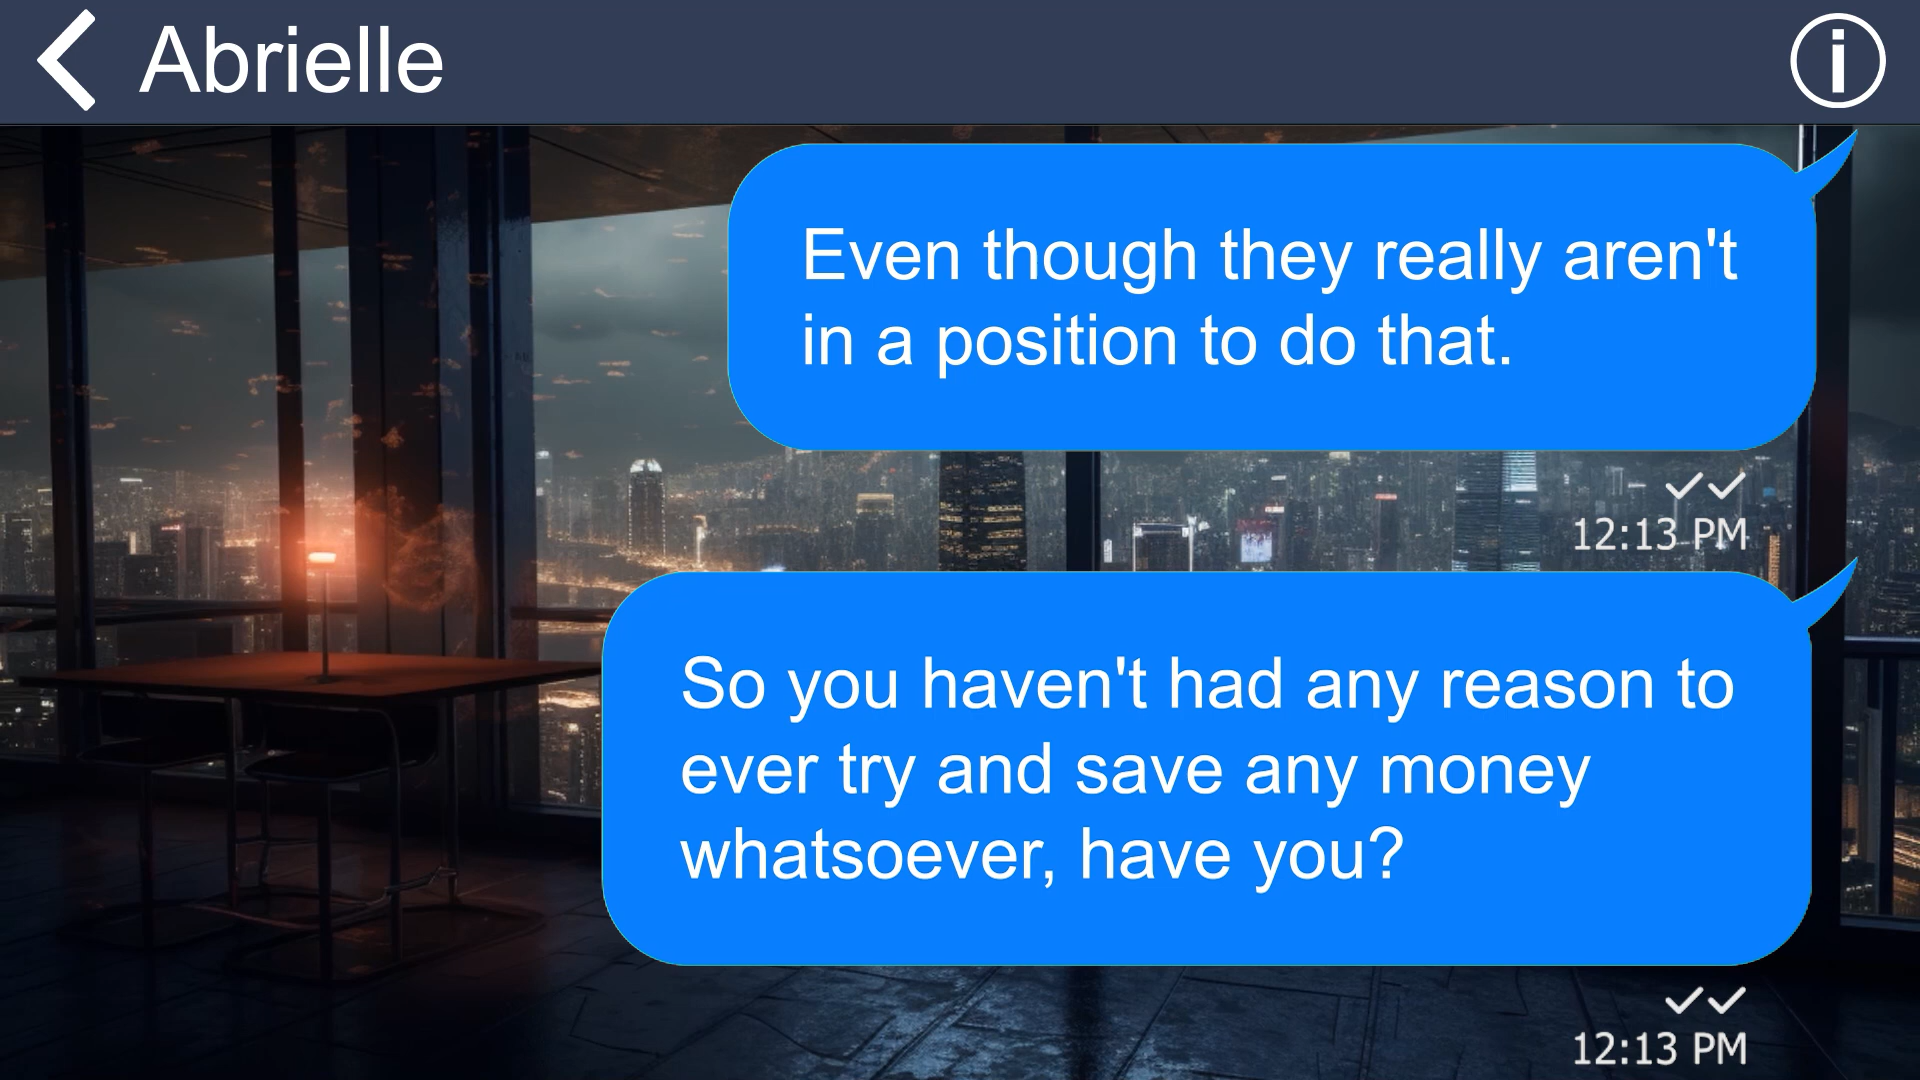 Abrielle
Even though they really aren't
in a position to do that.
12:13 PM
So you haven't had any reason to
ever try and save any money
whatsoever, have you?
12:13 PM